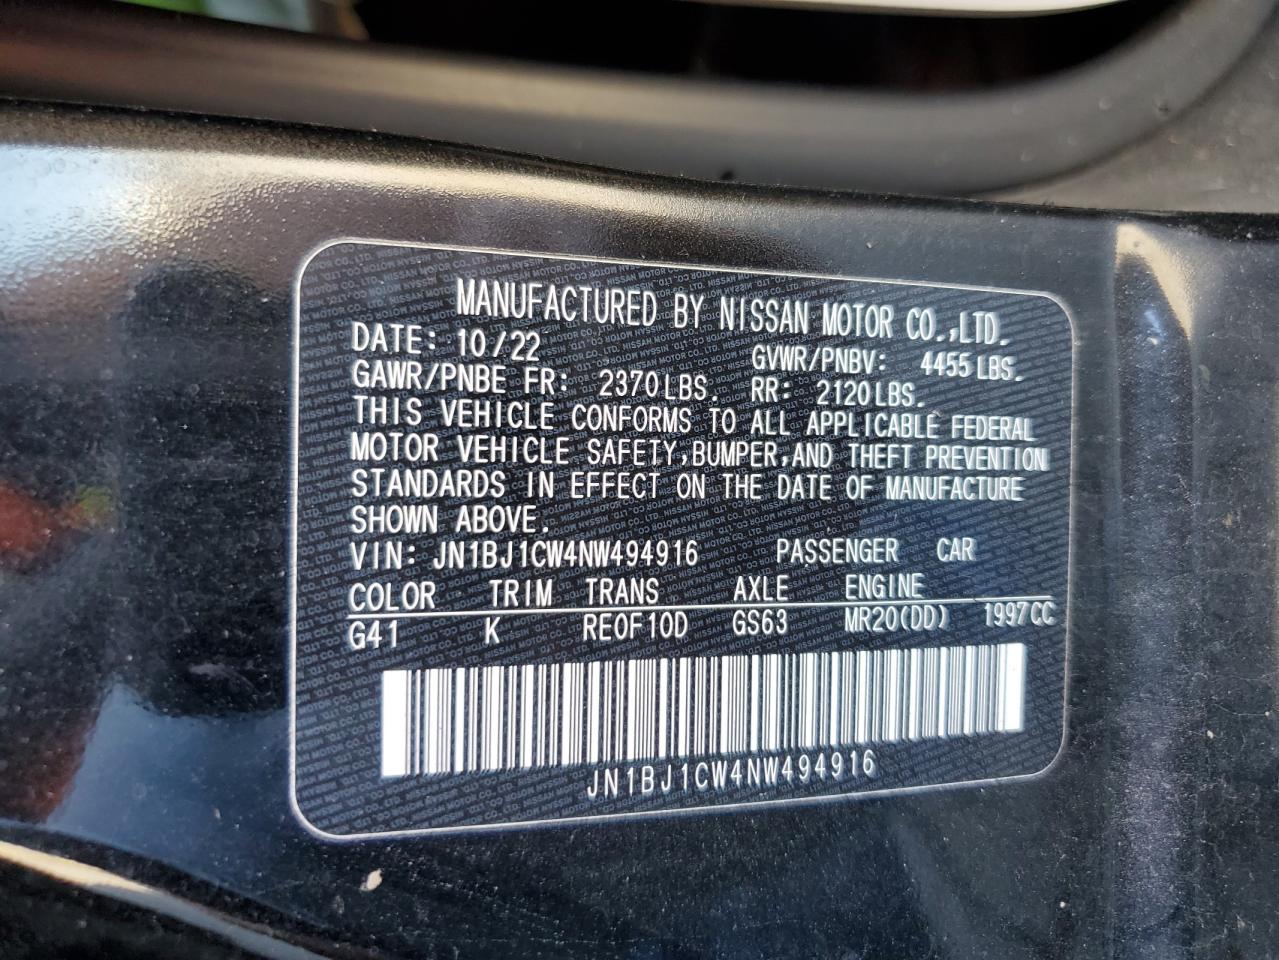 MANUFACTURED BY NISSAN MOTOR CO.,LTD.
DATE: 10/22 GVWR/PNBV: 4455 LBS.
GAWR/PNBE FR: 2370 LBS. RR: 2120 LBS.
THIS VEHICLE CONFORMS TO ALL APPLICABLE FEDERAL
MOTOR VEHICLE SAFETY,BUMPER,AND THEFT PREVENTION
STANDARDS IN EFFECT ON THE DATE OF MANUFACTURE
SHOWN ABOVE.
VIN: JN1BJ1CW4NW494916 PASSENGER CAR
COLOR TRIM TRANS AXLE ENGINE
G41 K RE0F10D GS63 MR20(DD) 1997CC
JN1BJ1CW4NW494916